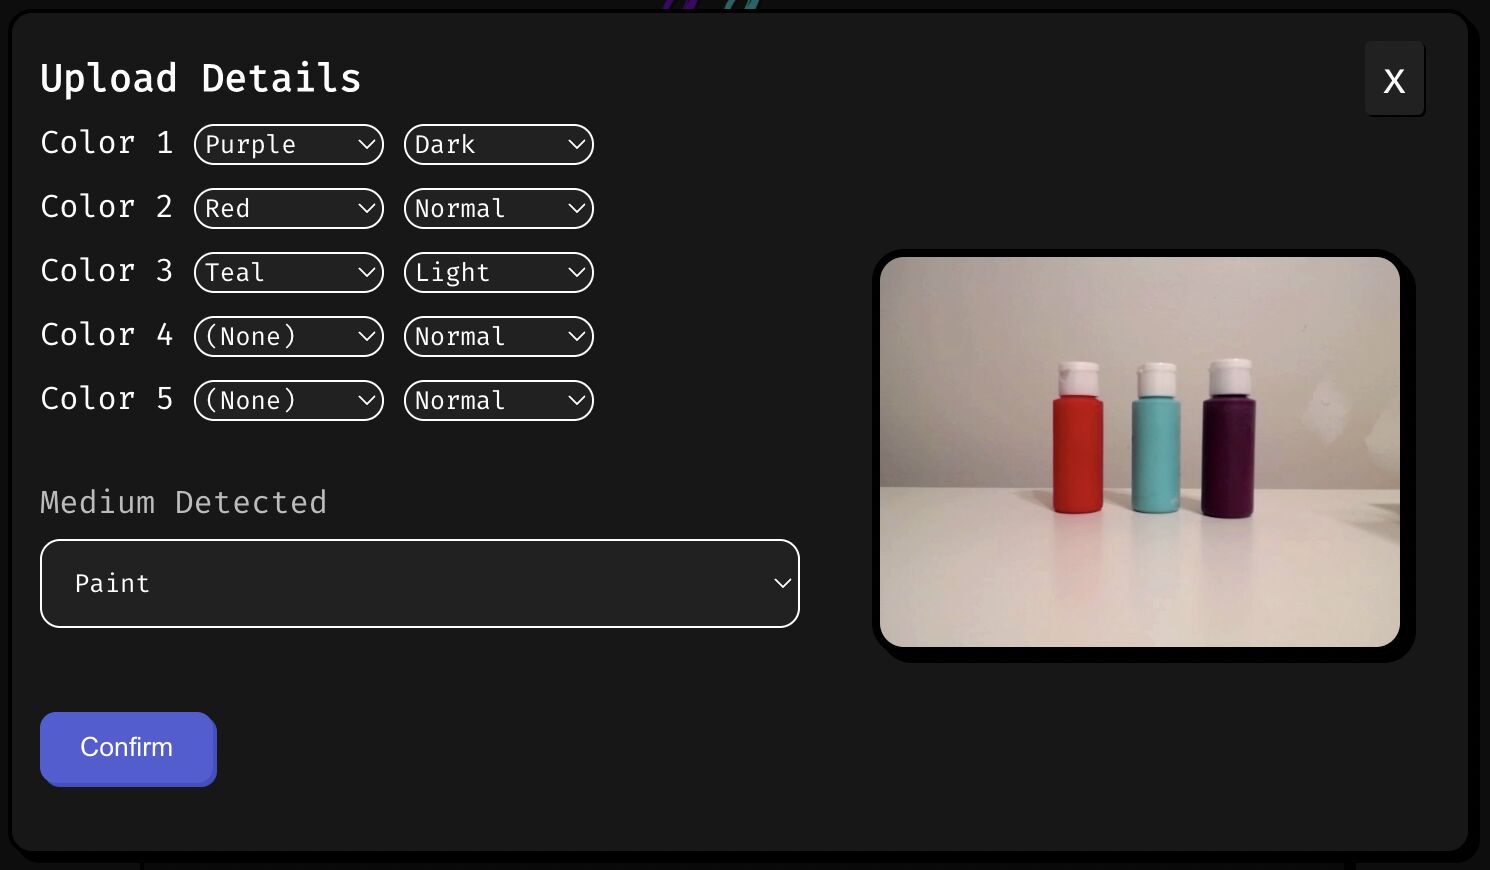 Upload Details
X
Color 1 Purple Dark
Color 2 Red Normal
Color 3 Teal Light
Color 4 (None) Normal
Color 5 (None) Normal
Medium Detected
Paint
Confirm